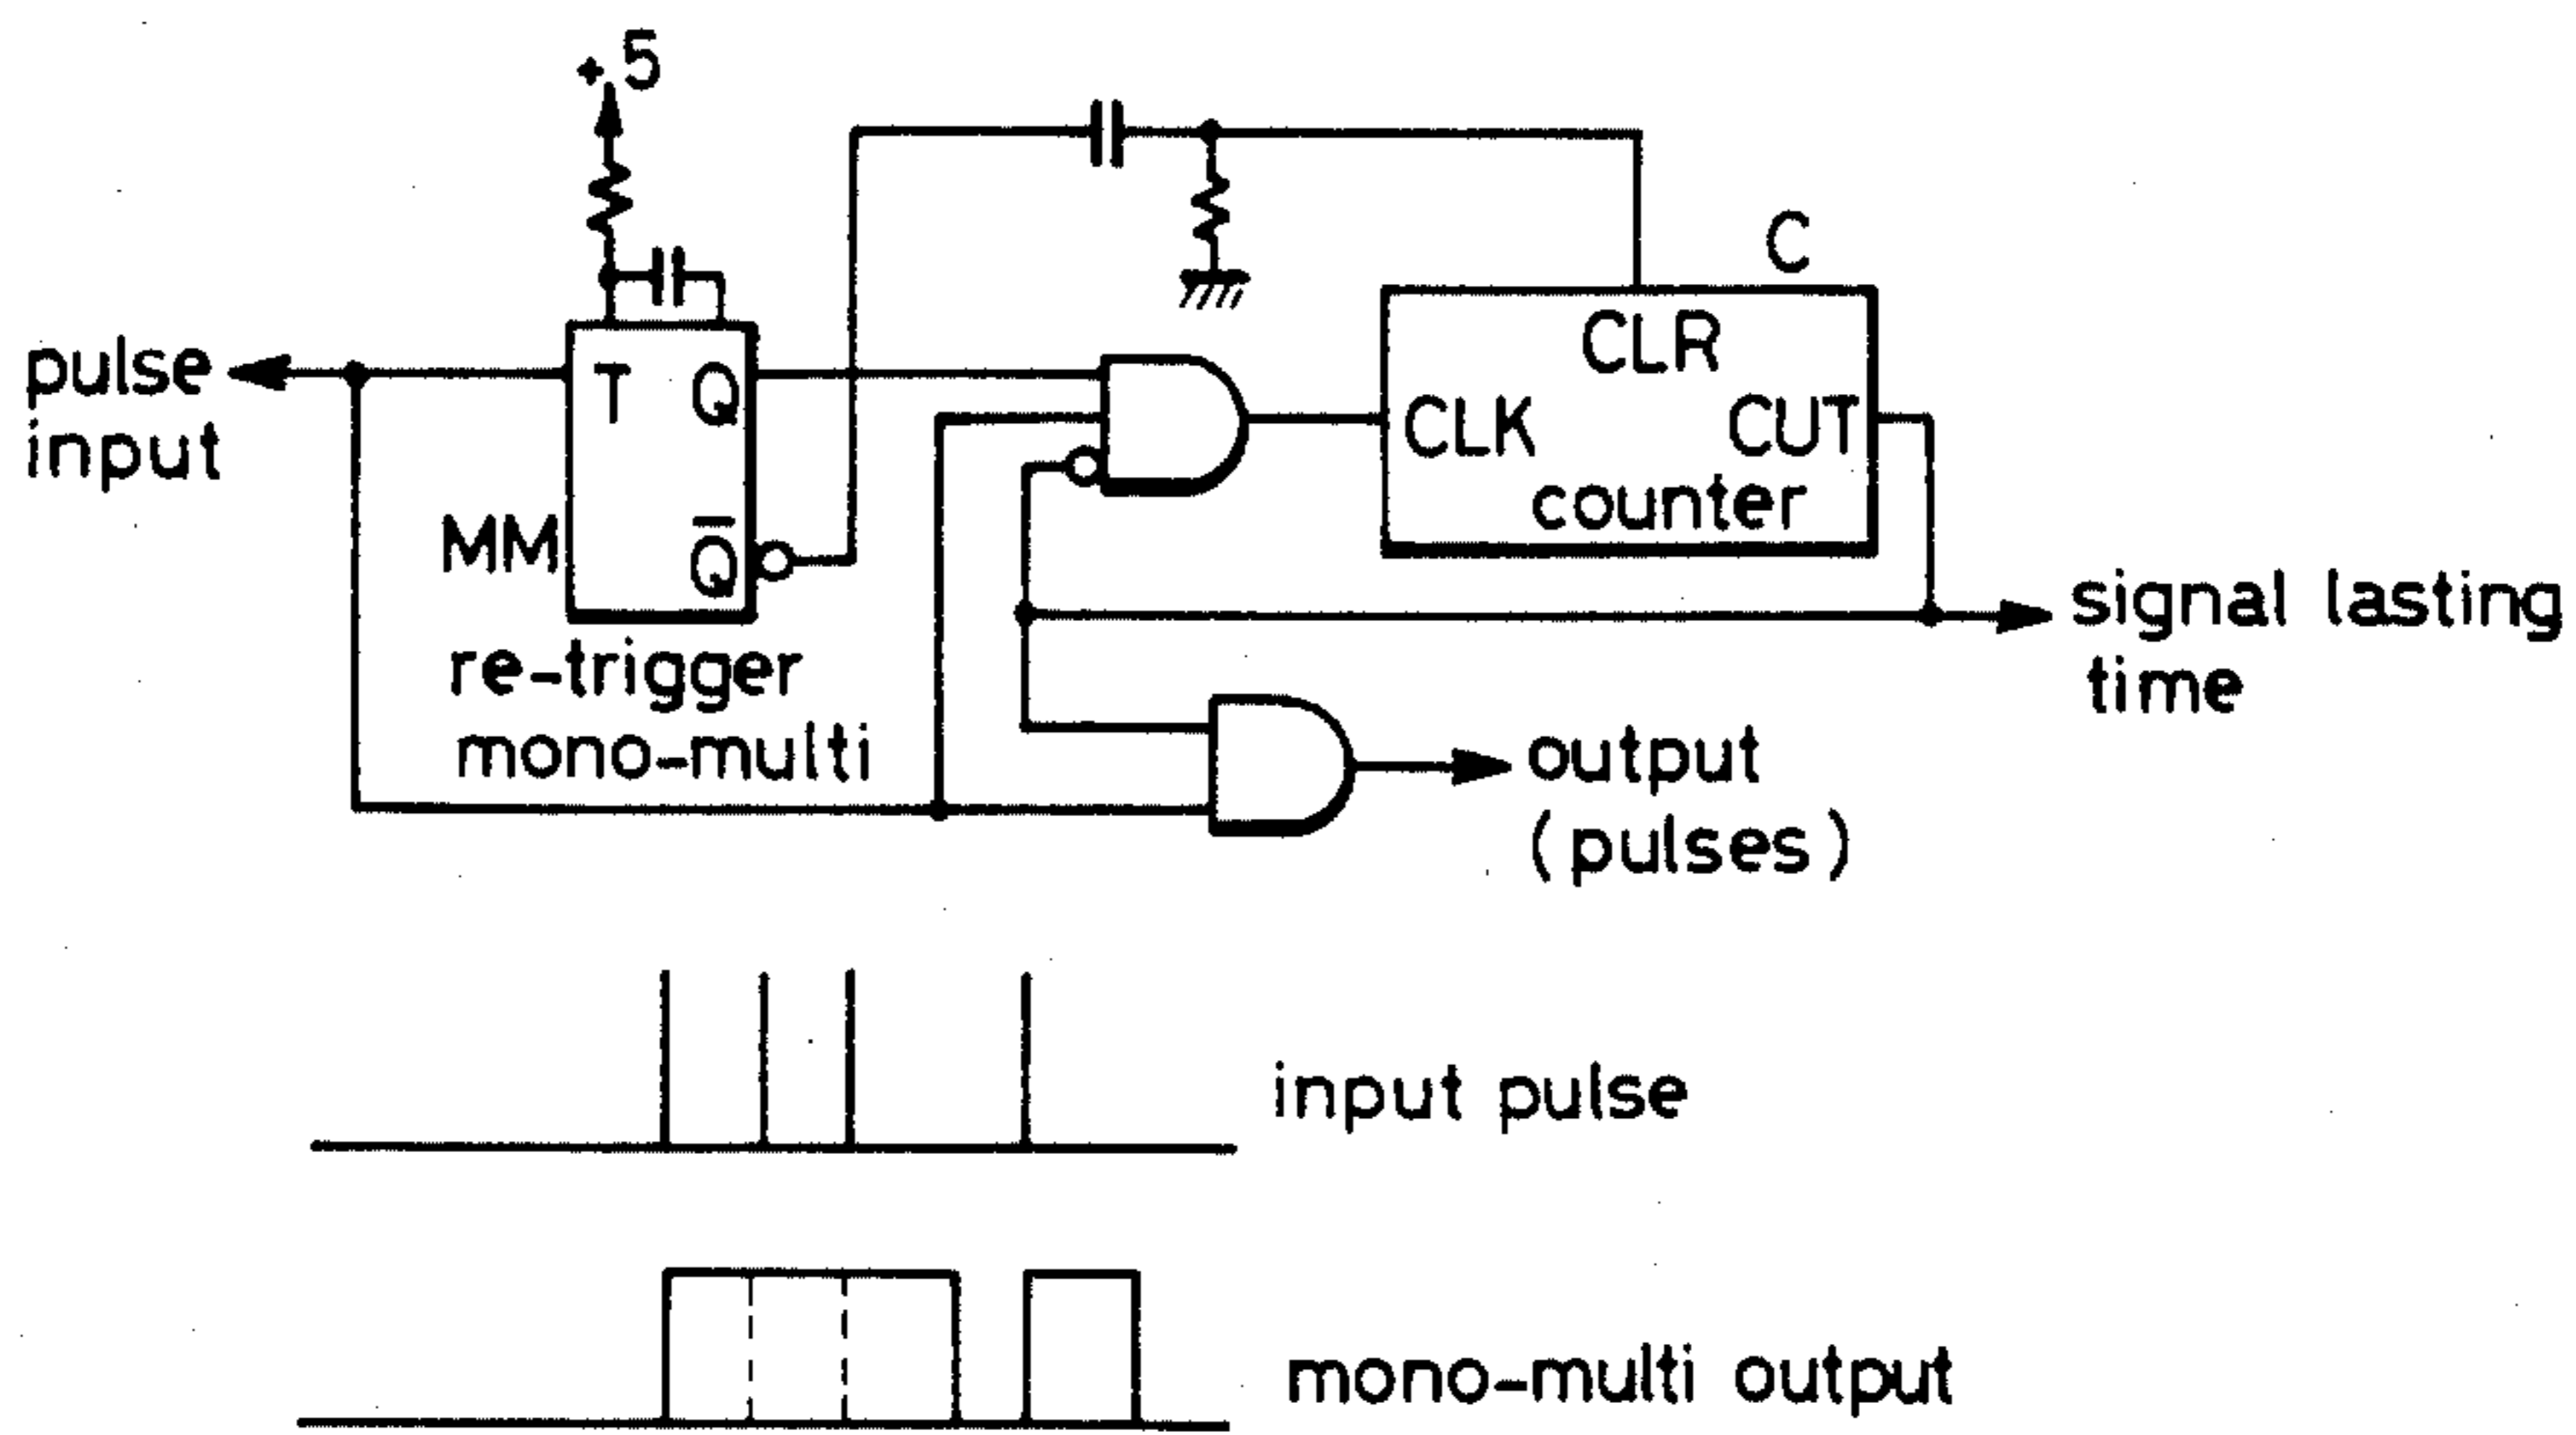 +5
C
pulse
input
T
Q
CLR
CLK
CUT
counter
MM
Q̅
re-trigger
mono-multi
signal lasting
time
output
(pulses)
input pulse
mono-multi output